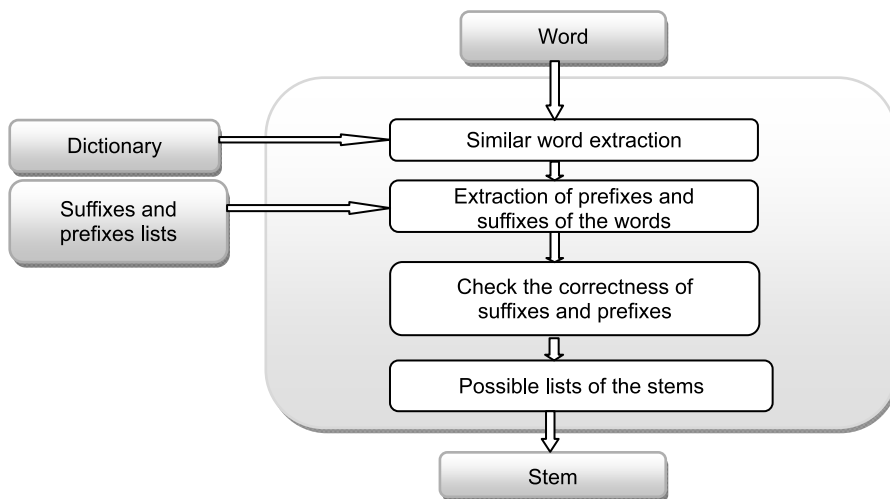 Word
Dictionary
Similar word extraction
Suffixes and
prefixes lists
Extraction of prefixes and
suffixes of the words
Check the correctness of
suffixes and prefixes
Possible lists of the stems
Stem